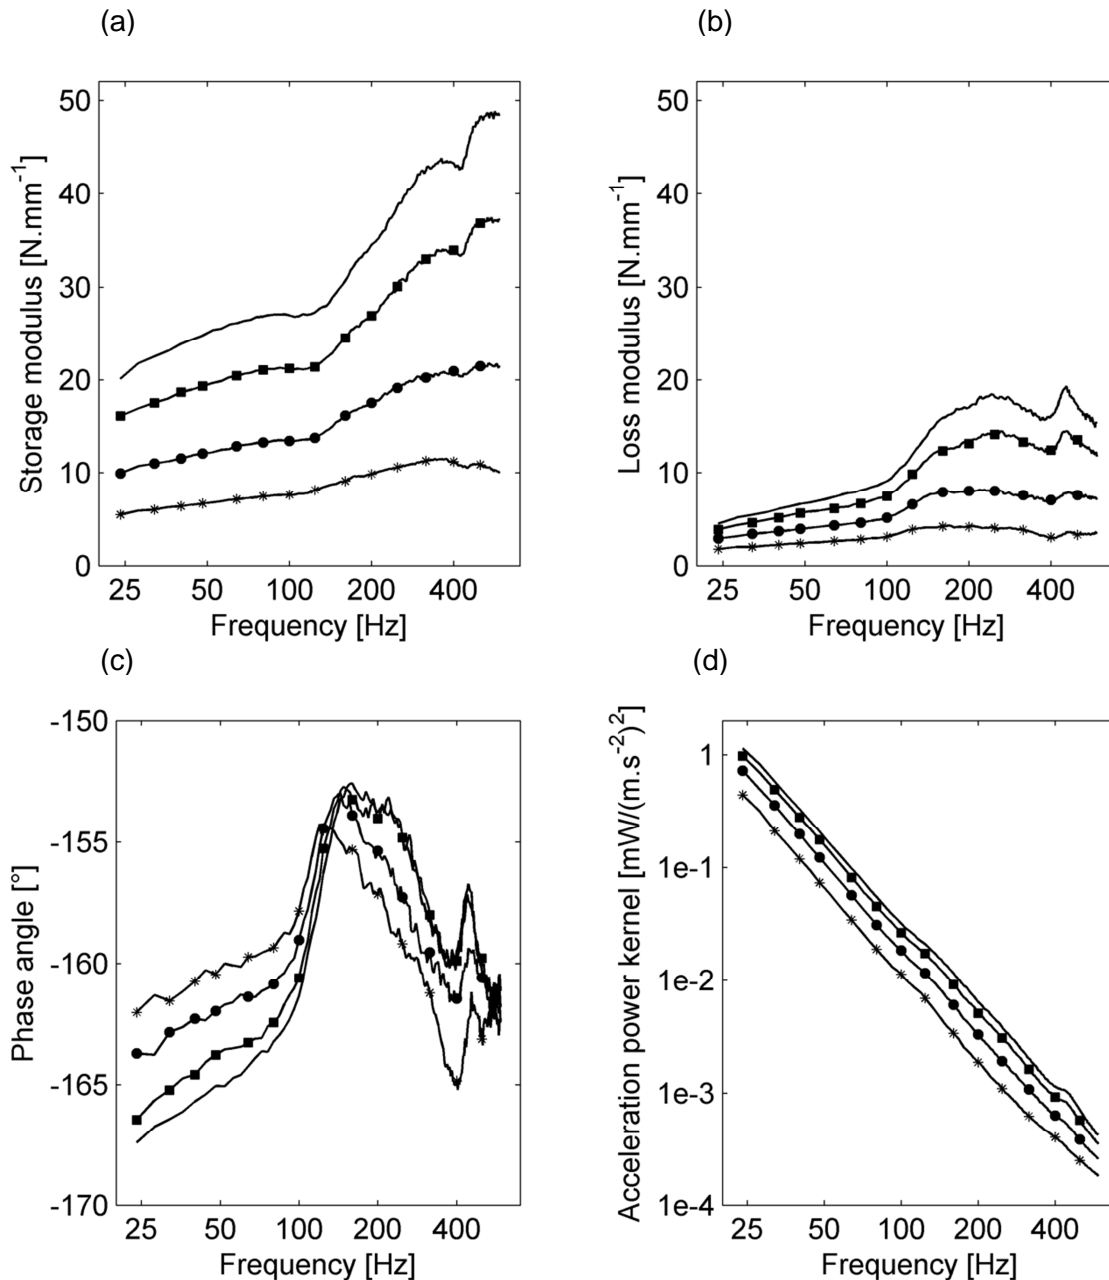 (a)
(b)
50
40
30
20
10
0
25 50 100 200 400
Storage modulus [N.mm⁻¹]
Frequency [Hz]
50
40
30
20
10
0
25 50 100 200 400
Loss modulus [N.mm⁻¹]
Frequency [Hz]
(c)
(d)
-150
-155
-160
-165
-170
25 50 100 200 400
Phase angle [°]
Frequency [Hz]
1
1e-1
1e-2
1e-3
1e-4
25 50 100 200 400
Acceleration power kernel [mW/(m.s⁻²)²]
Frequency [Hz]